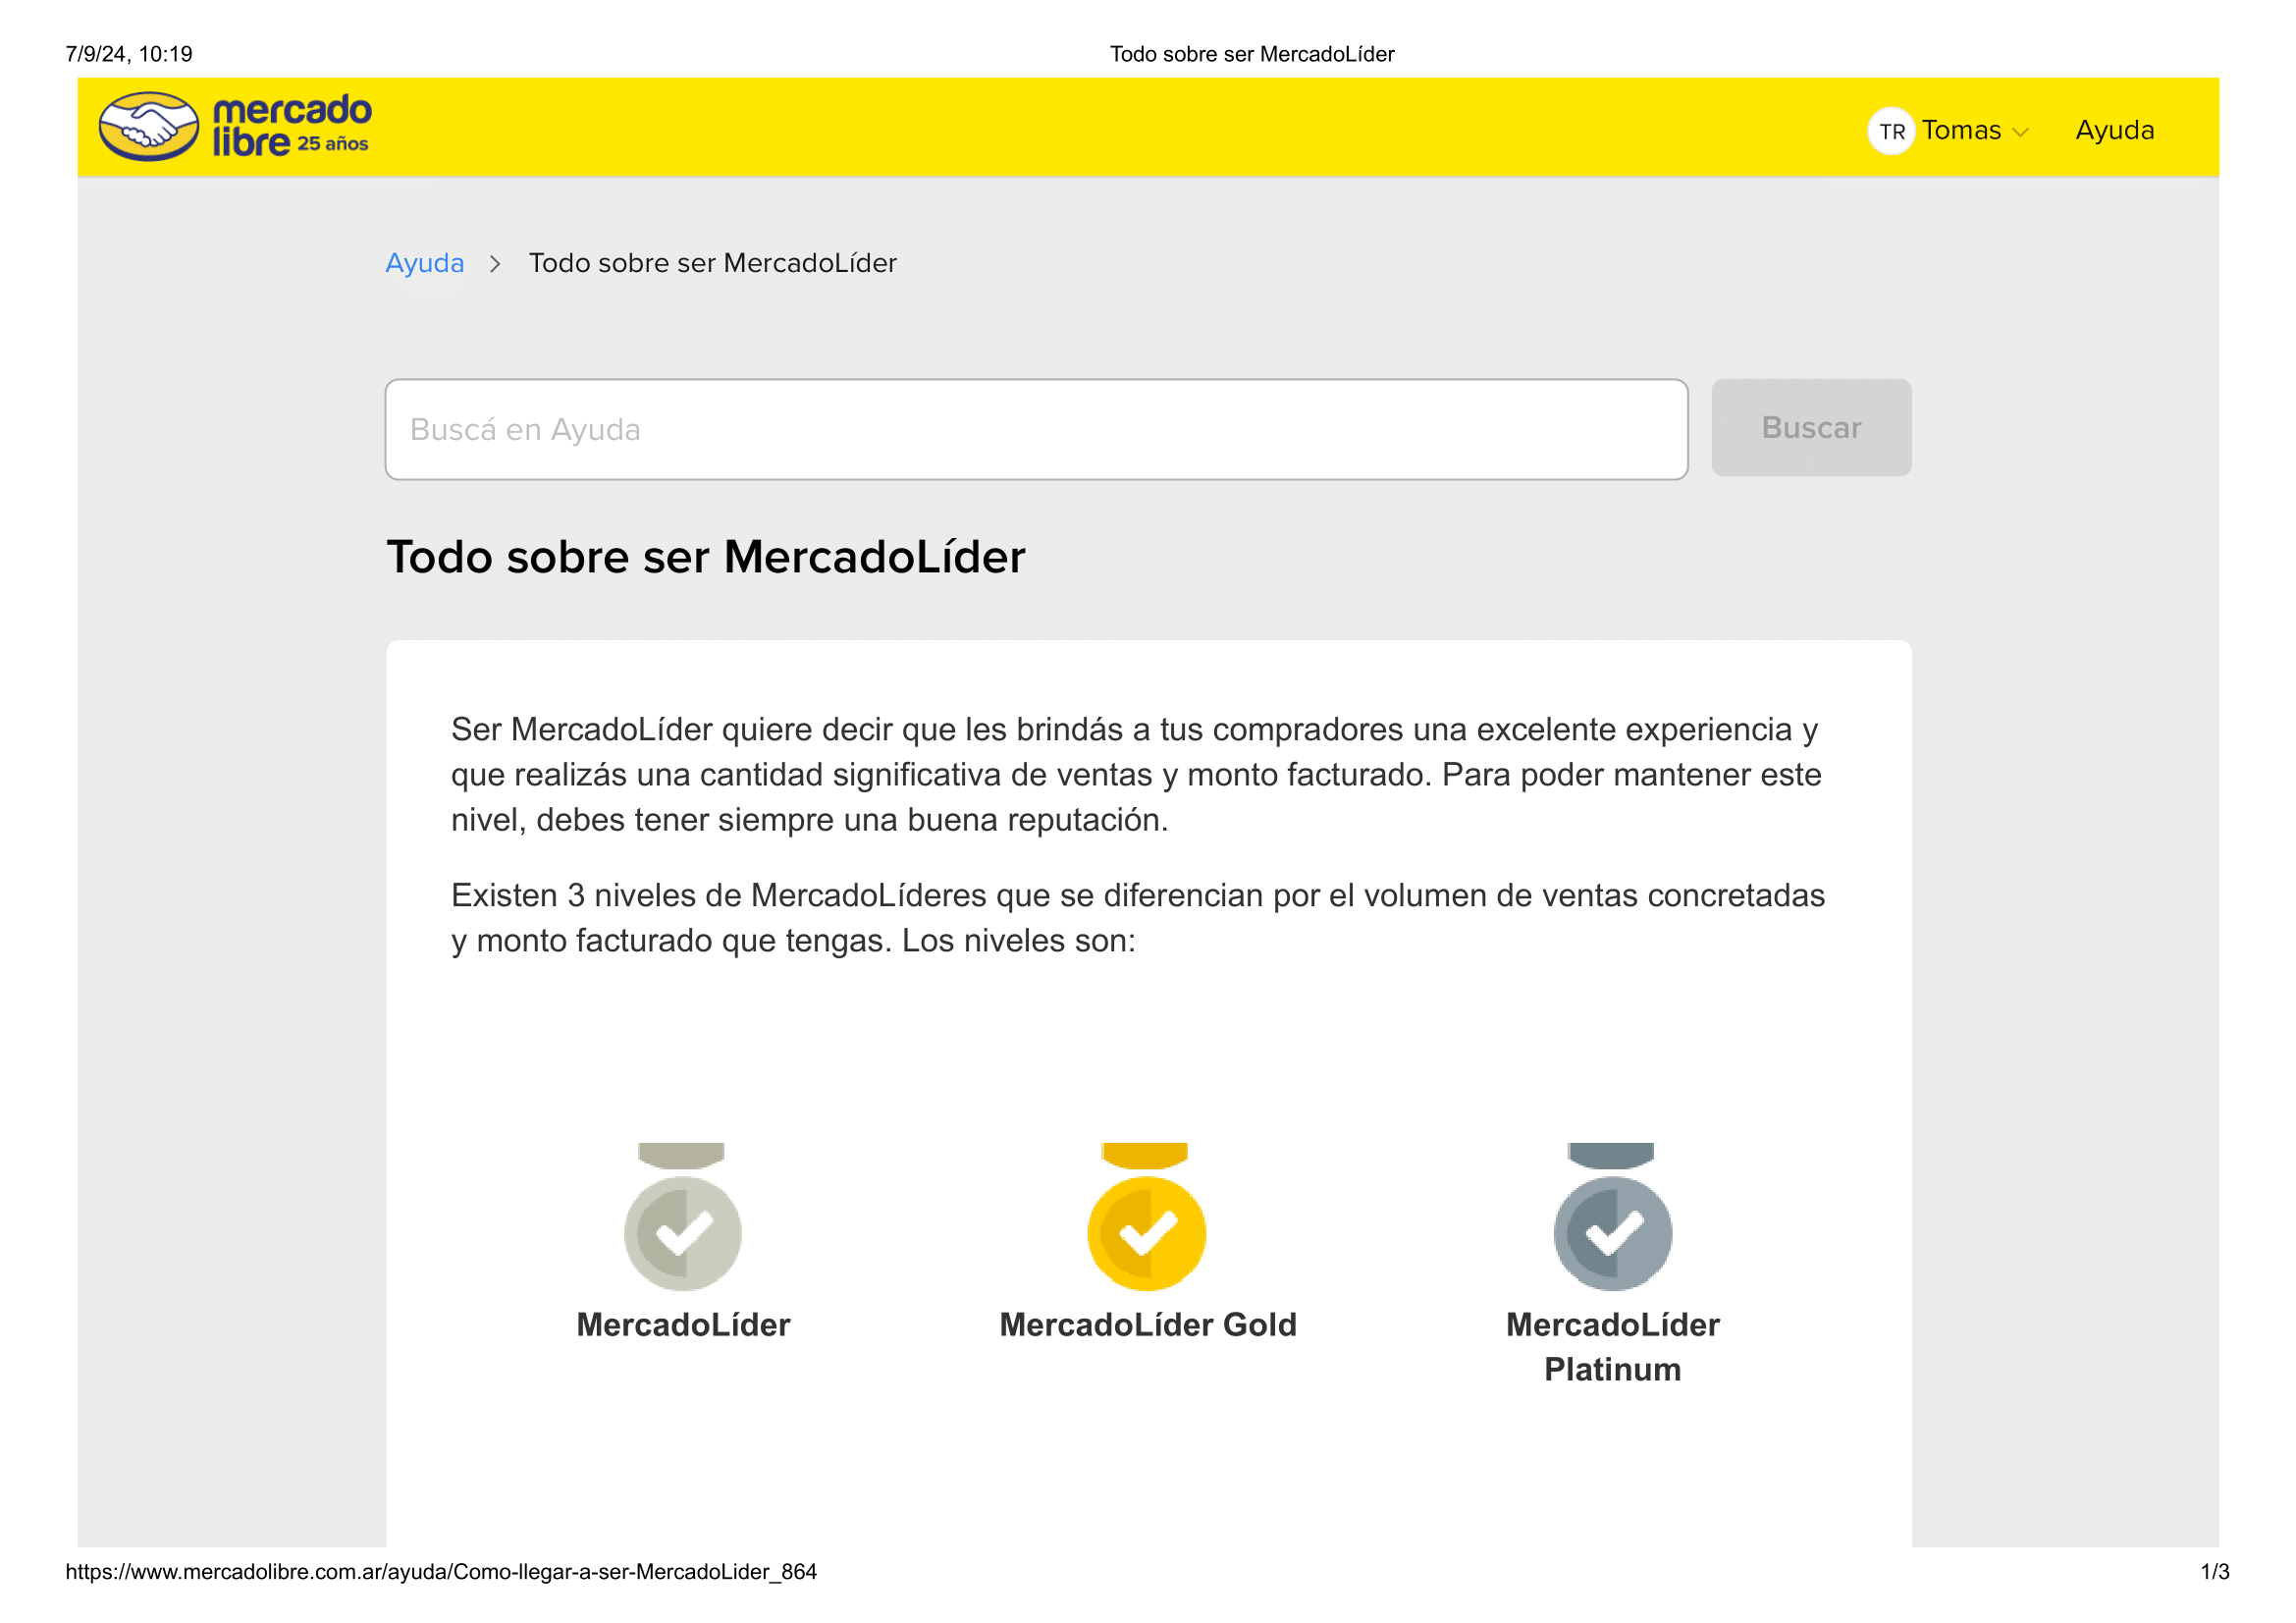 7/9/24, 10:19
Todo sobre ser MercadoLíder
mercado
libre 25 años
TR Tomas
Ayuda
Ayuda > Todo sobre ser MercadoLíder
Buscá en Ayuda
Buscar
Todo sobre ser MercadoLíder
Ser MercadoLíder quiere decir que les brindás a tus compradores una excelente experiencia y
que realizás una cantidad significativa de ventas y monto facturado. Para poder mantener este
nivel, debes tener siempre una buena reputación.
Existen 3 niveles de MercadoLíderes que se diferencian por el volumen de ventas concretadas
y monto facturado que tengas. Los niveles son:
MercadoLíder
MercadoLíder Gold
MercadoLíder
Platinum
https://www.mercadolibre.com.ar/ayuda/Como-llegar-a-ser-MercadoLider_864
1/3